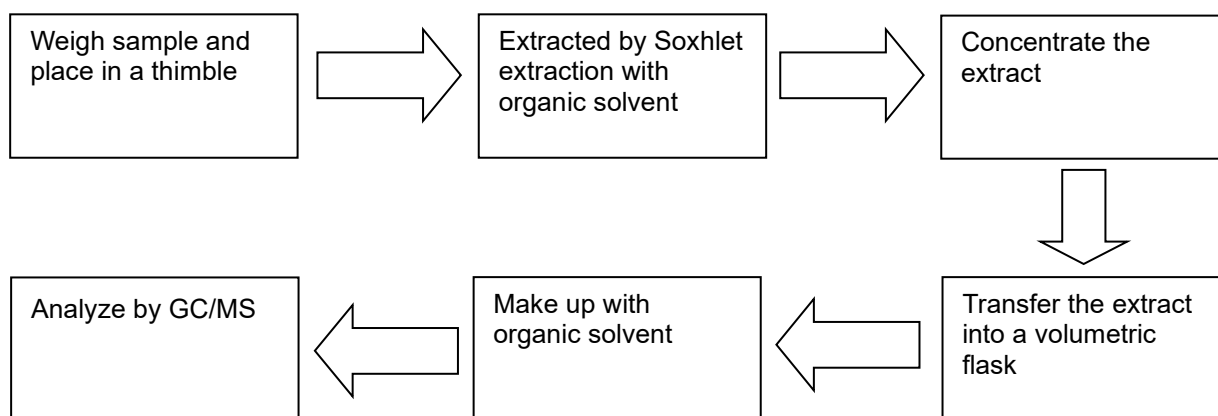 Weigh sample and
place in a thimble
Extracted by Soxhlet
extraction with
organic solvent
Concentrate the
extract
Transfer the extract
into a volumetric
flask
Make up with
organic solvent
Analyze by GC/MS